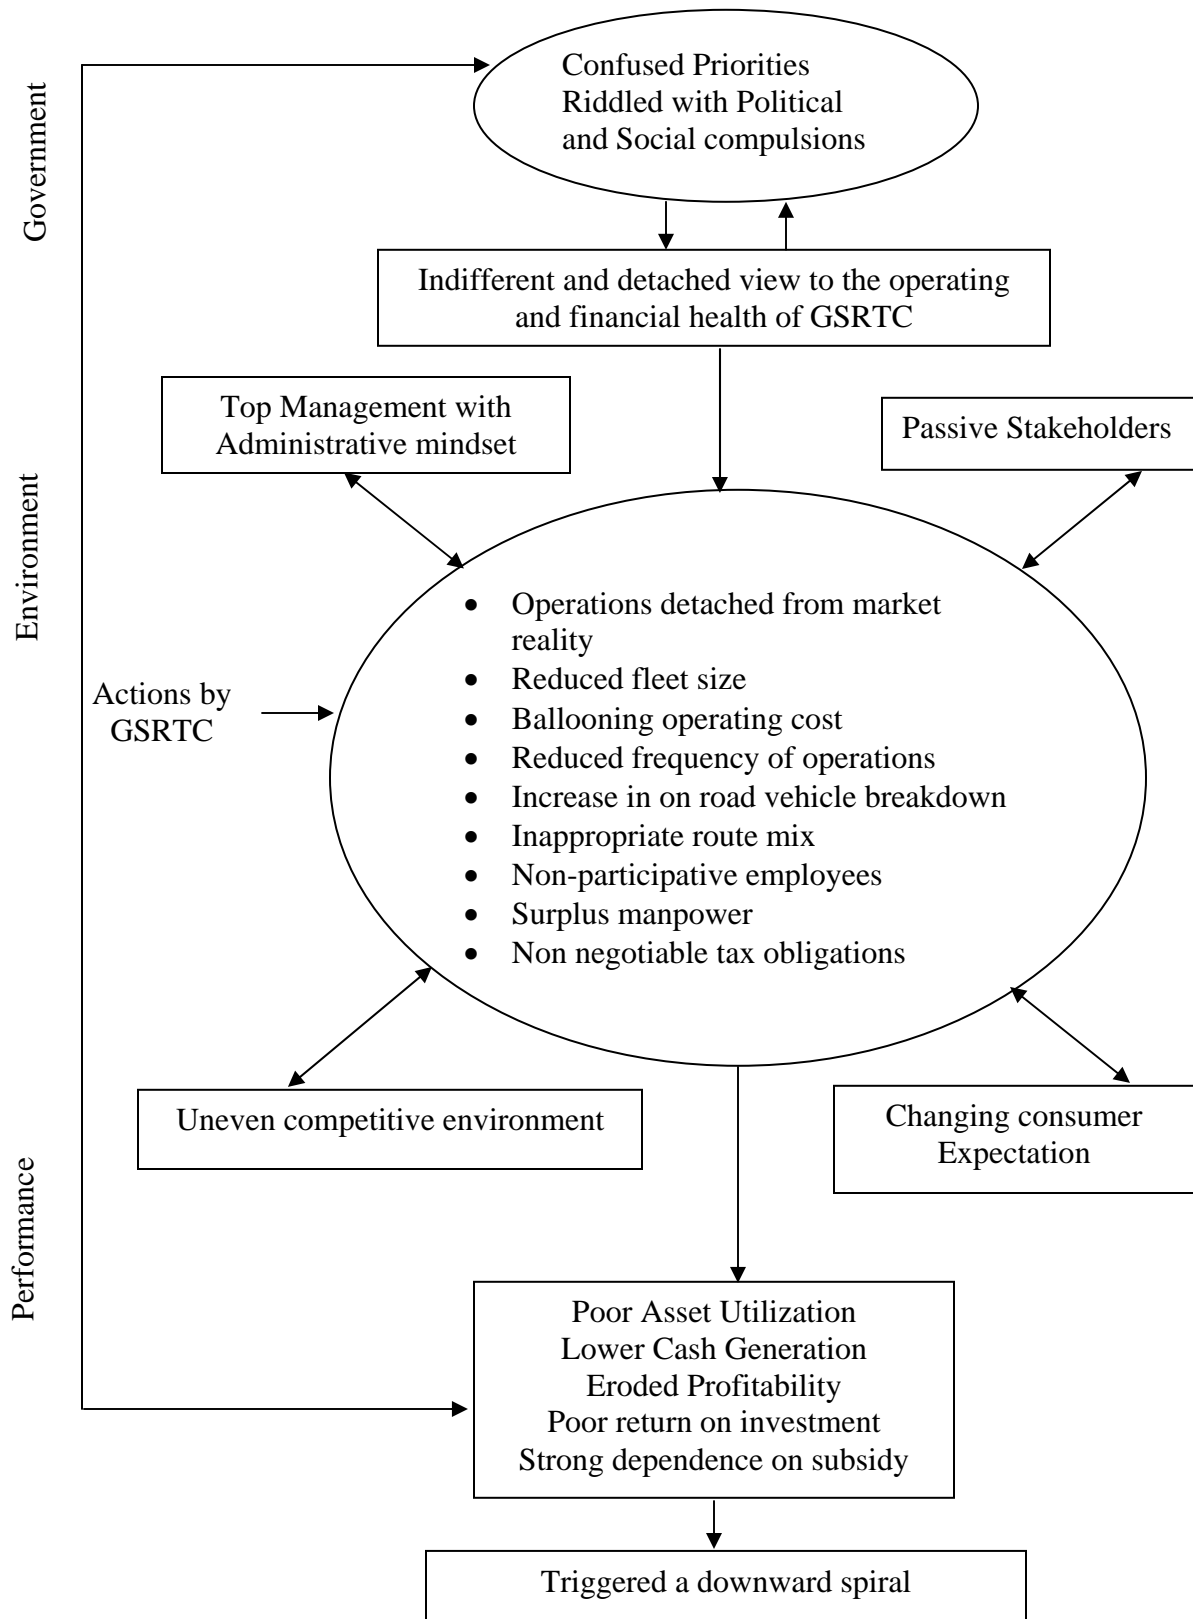 Government
Confused Priorities
Riddled with Political
and Social compulsions
Indifferent and detached view to the operating
and financial health of GSRTC
Top Management with
Administrative mindset
Passive Stakeholders
Environment
• Operations detached from market
reality
• Reduced fleet size
• Ballooning operating cost
• Reduced frequency of operations
• Increase in on road vehicle breakdown
• Inappropriate route mix
• Non-participative employees
• Surplus manpower
• Non negotiable tax obligations
Actions by
GSRTC
Uneven competitive environment
Changing consumer
Expectation
Performance
Poor Asset Utilization
Lower Cash Generation
Eroded Profitability
Poor return on investment
Strong dependence on subsidy
Triggered a downward spiral